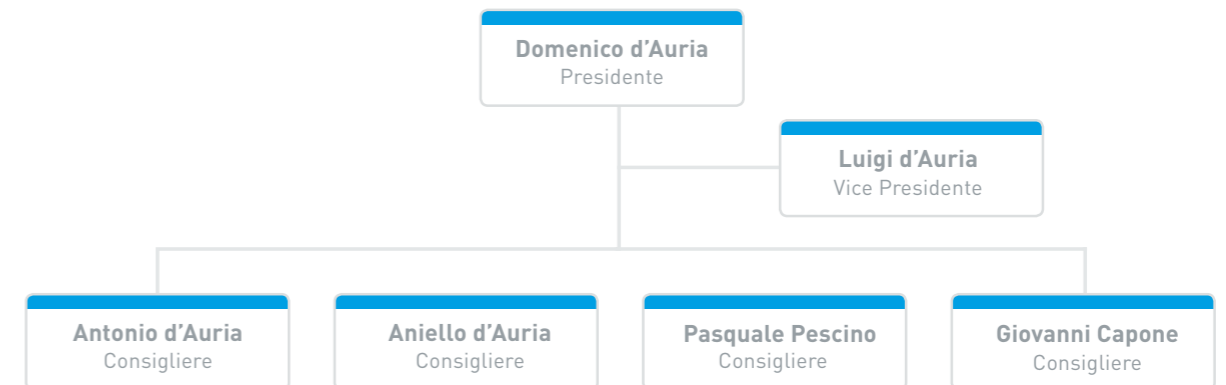 Domenico d’Auria
Presidente
Luigi d’Auria
Vice Presidente
Antonio d’Auria
Consigliere
Aniello d’Auria
Consigliere
Pasquale Pescino
Consigliere
Giovanni Capone
Consigliere